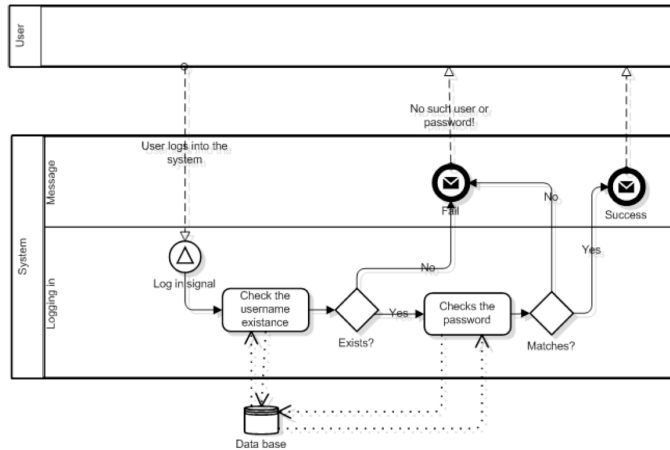 User
No such user or
password!
User logs into the
system
Message
Fail
No
Success
System
Logging in
Yes
Log in signal
No
Check the
username
existance
Yes
Checks the
password
Exists?
Matches?
Data base